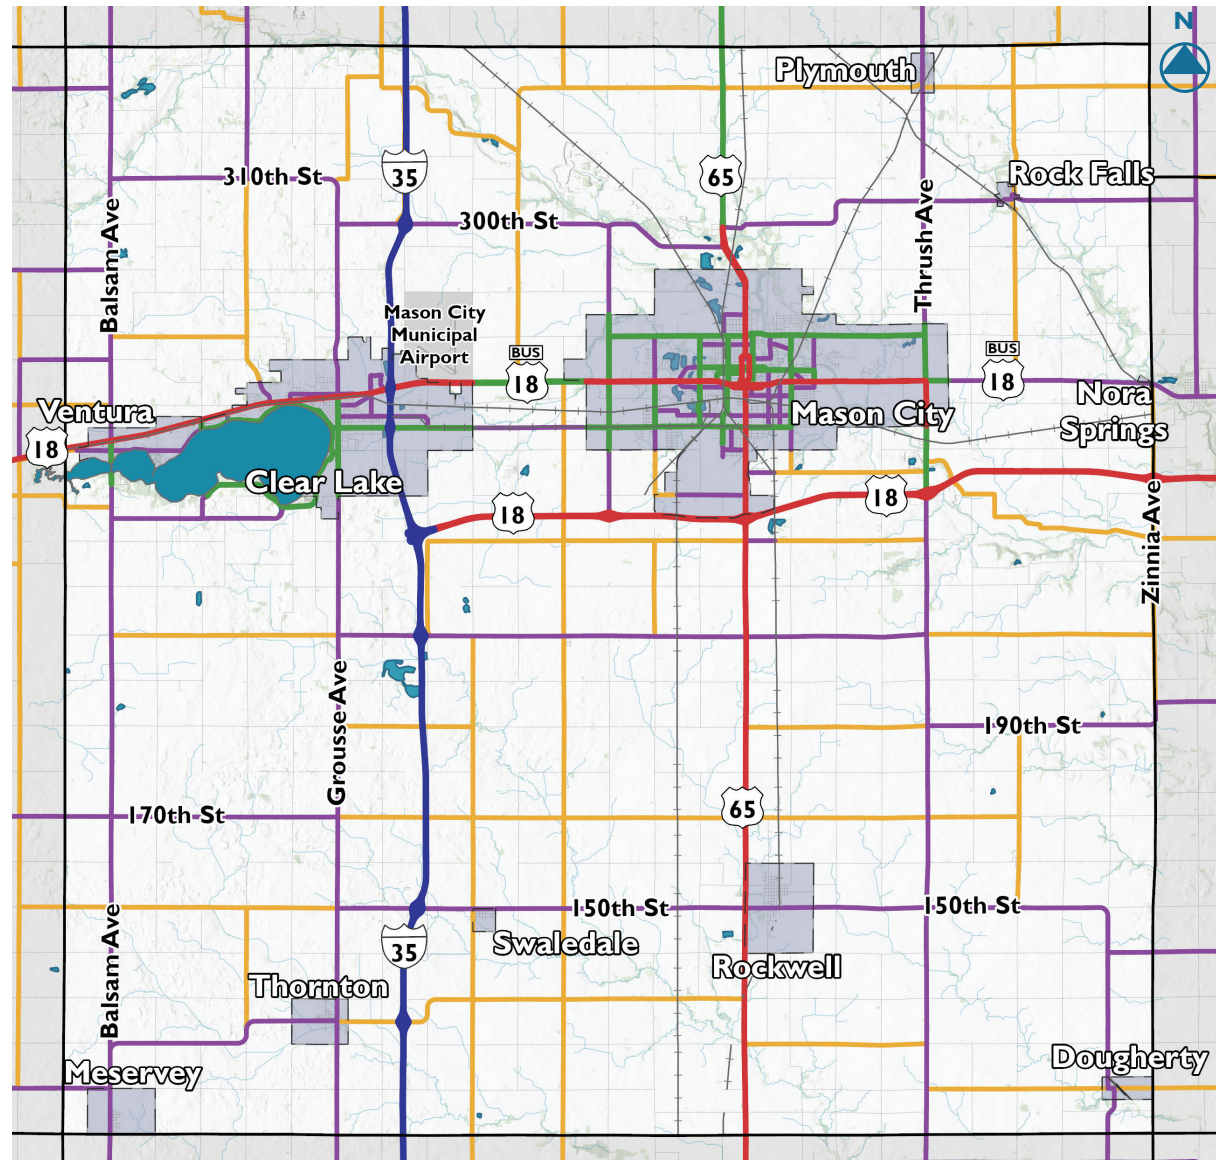 N
Plymouth
310th St
35
65
Rock Falls
Balsam Ave
300th St
Thrush Ave
Mason City
Municipal
Airport
BUS
18
BUS
18
Nora
Springs
Ventura
18
Mason City
Clear Lake
18
18
Zinnia Ave
Grousse Ave
190th St
170th St
65
Balsam Ave
150th St
150th St
35
Swaledale
Rockwell
Thornton
Meservey
Dougherty